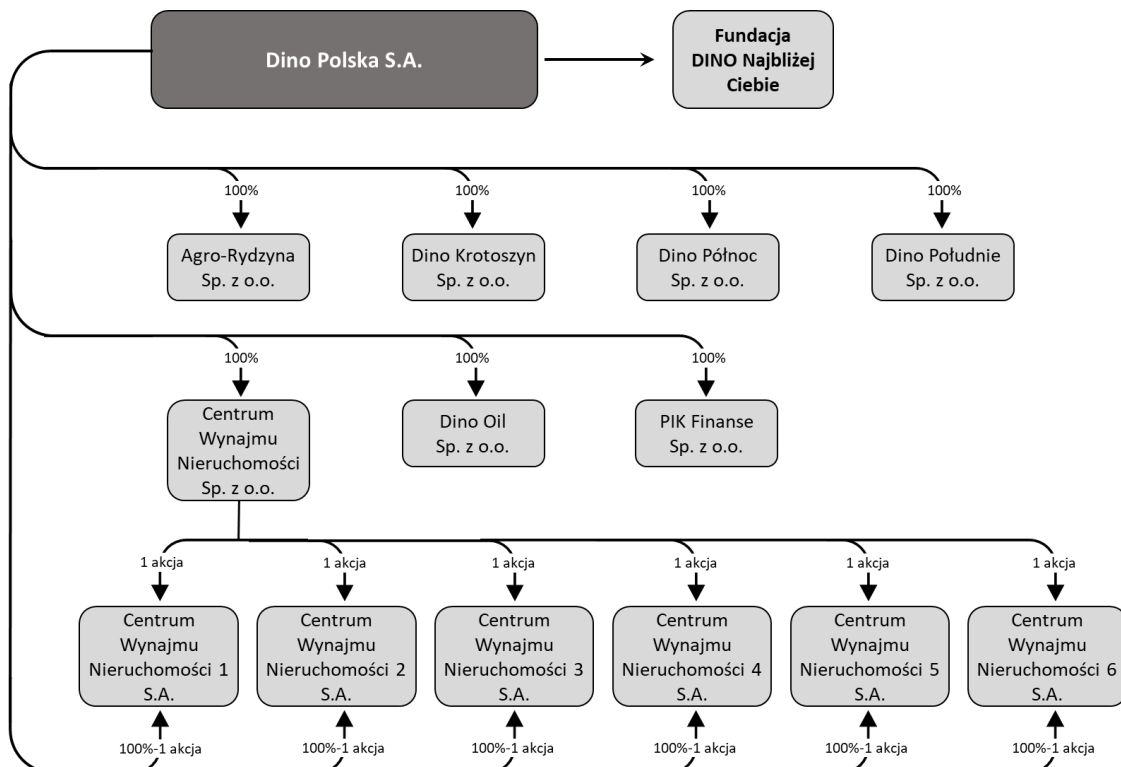 Dino Polska S.A.
Fundacja
DINO Najbliżej
Ciebie
100%
100%
100%
100%
Agro-Rydzyna
Sp. z o.o.
Dino Krotoszyn
Sp. z o.o.
Dino Północ
Sp. z o.o.
Dino Południe
Sp. z o.o.
100%
100%
100%
Centrum
Wynajmu
Nieruchomości
Sp. z o.o.
Dino Oil
Sp. z o.o.
PIK Finanse
Sp. z o.o.
1 akcja
1 akcja
1 akcja
1 akcja
1 akcja
1 akcja
Centrum
Wynajmu
Nieruchomości 1
S.A.
Centrum
Wynajmu
Nieruchomości 2
S.A.
Centrum
Wynajmu
Nieruchomości 3
S.A.
Centrum
Wynajmu
Nieruchomości 4
S.A.
Centrum
Wynajmu
Nieruchomości 5
S.A.
Centrum
Wynajmu
Nieruchomości 6
S.A.
100%-1 akcja
100%-1 akcja
100%-1 akcja
100%-1 akcja
100%-1 akcja
100%-1 akcja